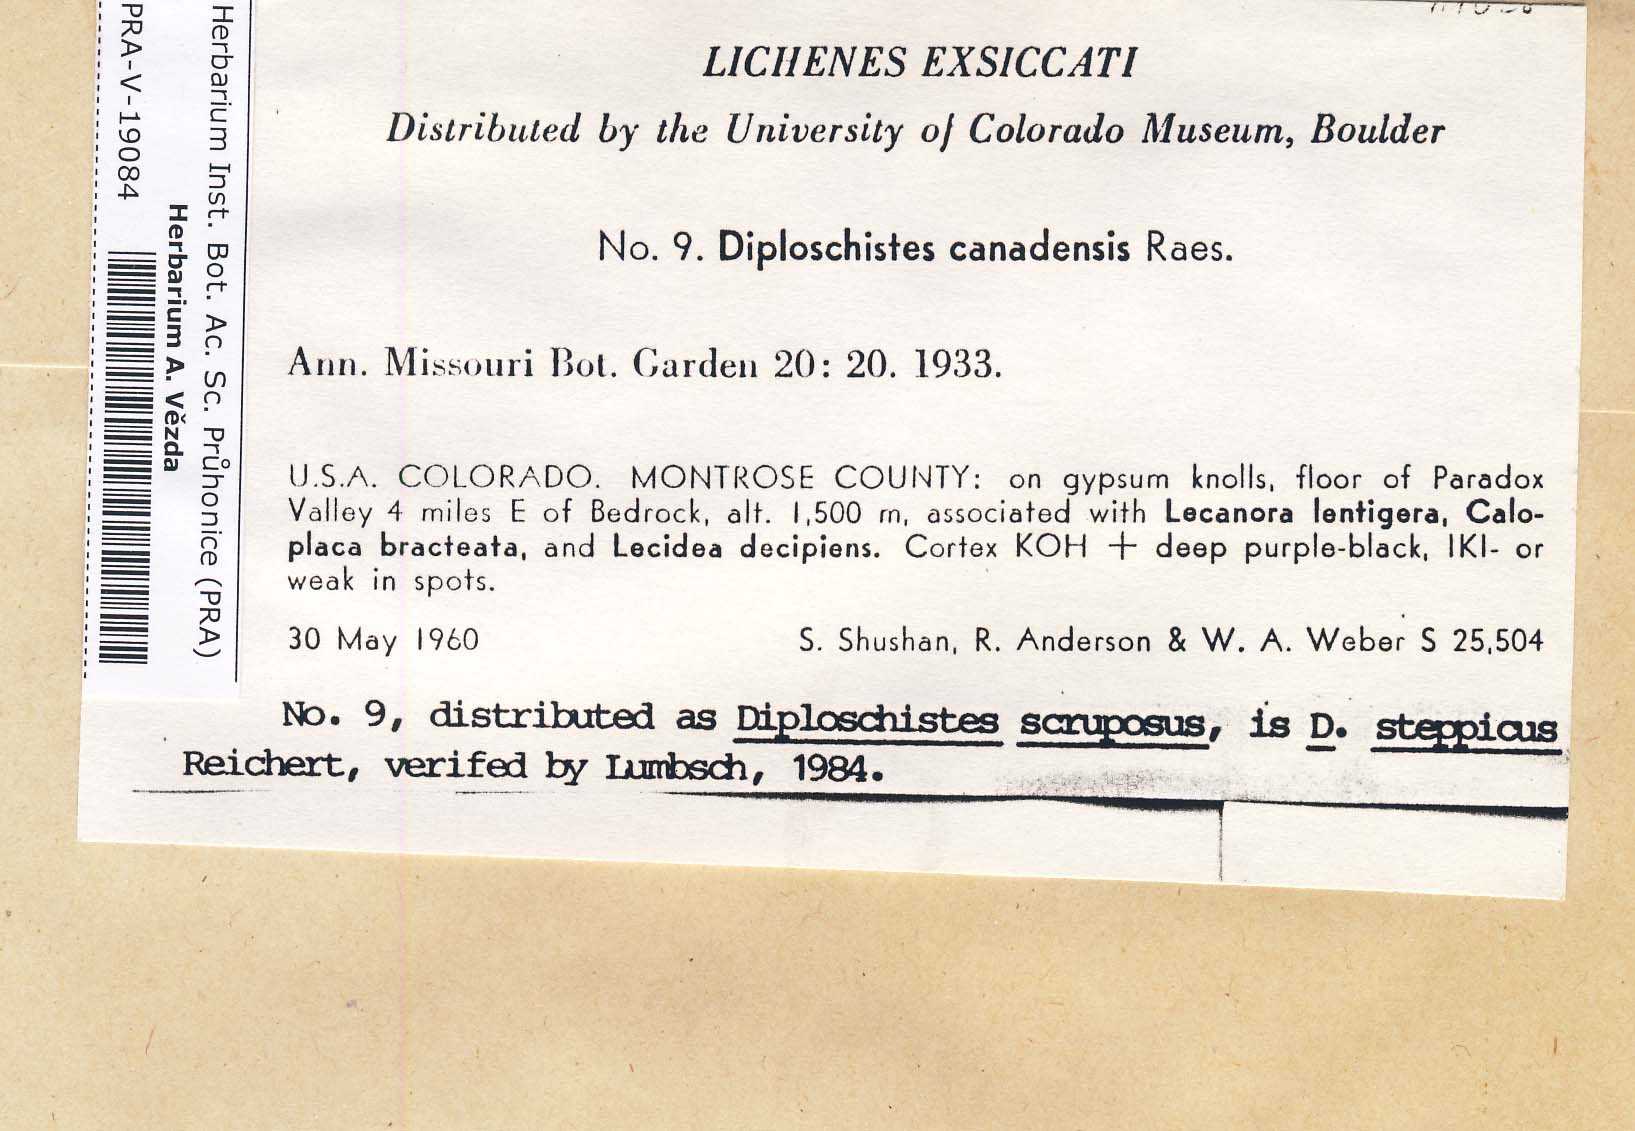 LICHENES EXSICCATI
Distributed by the University of Colorado Museum, Boulder
No. 9. Diploschistes canadensis Raes.
Ann. Missouri Bot. Garden 20: 20. 1933.
U.S.A. COLORADO. MONTROSE COUNTY: on gypsum knolls, floor of Paradox
Valley 4 miles E of Bedrock, alt. 1,500 m, associated with Lecanora lentigera, Calo-
placa bracteata, and Lecidea decipiens. Cortex KOH + deep purple-black, IKI- or
weak in spots.
30 May 1960 S. Shushan, R. Anderson & W. A. Weber S 25,504
No. 9, distributed as Diploschistes scruposus, is D. steppicus
Reichert, verifed by Lumbsch, 1984.
Herbarium Inst. Bot. Ac. Sc. Průhonice (PRA)
Herbarium A. Vězda
PRA-V-19084